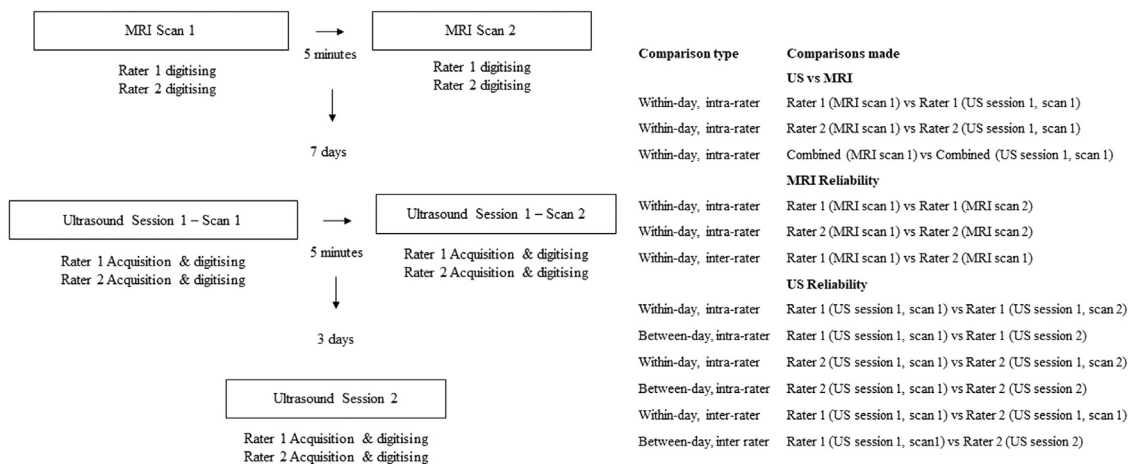 MRI Scan 1
MRI Scan 2
5 minutes
Rater 1 digitising
Rater 2 digitising
Rater 1 digitising
Rater 2 digitising
7 days
Ultrasound Session 1 – Scan 1
Ultrasound Session 1 – Scan 2
5 minutes
Rater 1 Acquisition & digitising
Rater 2 Acquisition & digitising
Rater 1 Acquisition & digitising
Rater 2 Acquisition & digitising
3 days
Ultrasound Session 2
Rater 1 Acquisition & digitising
Rater 2 Acquisition & digitising
Comparison type Comparisons made
US vs MRI
Within-day, intra-rater Rater 1 (MRI scan 1) vs Rater 1 (US session 1, scan 1)
Within-day, intra-rater Rater 2 (MRI scan 1) vs Rater 2 (US session 1, scan 1)
Within-day, intra-rater Combined (MRI scan 1) vs Combined (US session 1, scan 1)
MRI Reliability
Within-day, intra-rater Rater 1 (MRI scan 1) vs Rater 1 (MRI scan 2)
Within-day, intra-rater Rater 2 (MRI scan 1) vs Rater 2 (MRI scan 2)
Within-day, inter-rater Rater 1 (MRI scan 1) vs Rater 2 (MRI scan 1)
US Reliability
Within-day, intra-rater Rater 1 (US session 1, scan 1) vs Rater 1 (US session 1, scan 2)
Between-day, intra-rater Rater 1 (US session 1, scan 1) vs Rater 1 (US session 2)
Within-day, intra-rater Rater 2 (US session 1, scan 1) vs Rater 2 (US session 1, scan 2)
Between-day, intra-rater Rater 2 (US session 1, scan 1) vs Rater 2 (US session 2)
Within-day, inter-rater Rater 1 (US session 1, scan 1) vs Rater 2 (US session 1, scan 1)
Between-day, inter rater Rater 1 (US session 1, scan1) vs Rater 2 (US session 2)